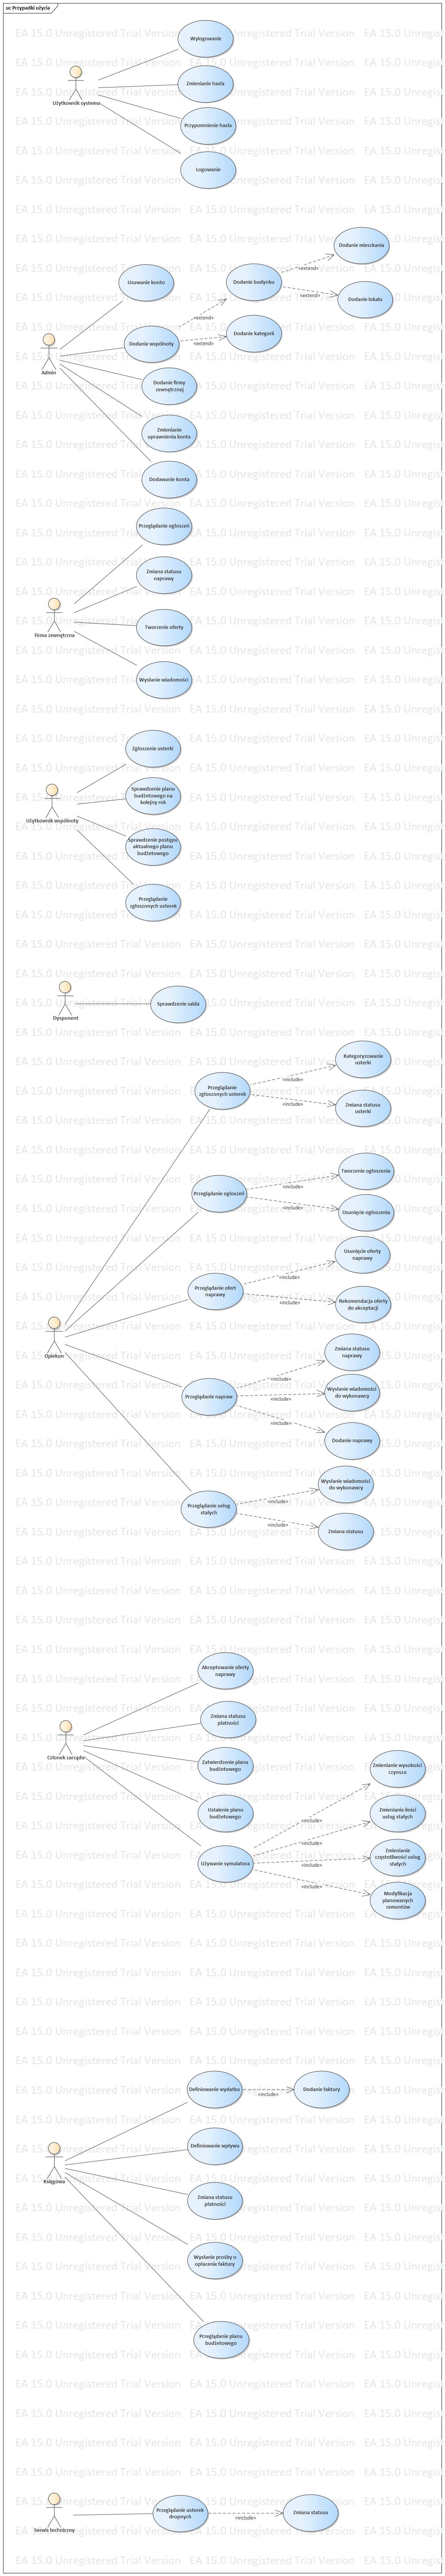 uc Przypadki użycia
EA 15.0 Unregistered Trial Version
Wylogowanie
Zmienianie hasła
Użytkownik systemu
Przypomnienie hasła
Logowanie
Dodanie mieszkania
Usuwanie konto
Dodanie budynku
«extend»
«extend»
Dodanie lokalu
«extend»
Dodanie kategorii
Dodanie wspólnoty
«extend»
Admin
Dodanie firmy
zewnętrznej
Zmienianie
uprawnienia konta
Dodawanie konta
Przeglądanie ogłoszeń
Zmiana statusu
naprawy
Firma zewnętrzna
Tworzenie oferty
Wysłanie wiadomości
Zgłoszenie usterki
Sprawdzenie planu
budżetowego na
kolejny rok
Użytkownik wspólnoty
Sprawdzenie postępu
aktualnego planu
budżetowego
Przeglądanie
zgłoszonych usterek
Sprawdzenie salda
Dysponent
Kategoryzowanie
usterki
«include»
Przeglądanie
zgłoszonych usterek
«include»
Zmiana statusu
usterki
Tworzenie ogłoszenia
«include»
Przeglądanie ogłoszeń
«include»
Usunięcie ogłoszenia
Usunięcie oferty
naprawy
«include»
Przeglądanie ofert
naprawy
«include»
Rekomendacja oferty
do akceptacji
Opiekun
Zmiana statusu
naprawy
«include»
Wysłanie wiadomości
do wykonawcy
Przeglądanie napraw
«include»
«include»
Dodanie naprawy
Wysłanie wiadomości
do wykonawcy
«include»
Przeglądanie usług
stałych
«include»
Zmiana statusu
Akceptowanie oferty
naprawy
Zmiana statusu
płatności
Członek zarządu
Zatwierdzenie planu
budżetowego
Zmienianie wysokości
czynszu
Ustalenie planu
budżetowego
Zmienianie ilości
usług stałych
«include»
«include»
Używanie symulatora
«include»
Zmienianie
częstotliwości usług
stałych
«include»
Modyfikacja
planowanych
remontów
Definiowanie wydatku
«include»
Dodanie faktury
Definiowanie wpływu
Księgowa
Zmiana statusu
płatności
Wysłanie prośby o
opłacenie faktury
Przeglądanie planu
budżetowego
Przeglądanie usterek
drobnych
«include»
Zmiana statusu
Serwis techniczny